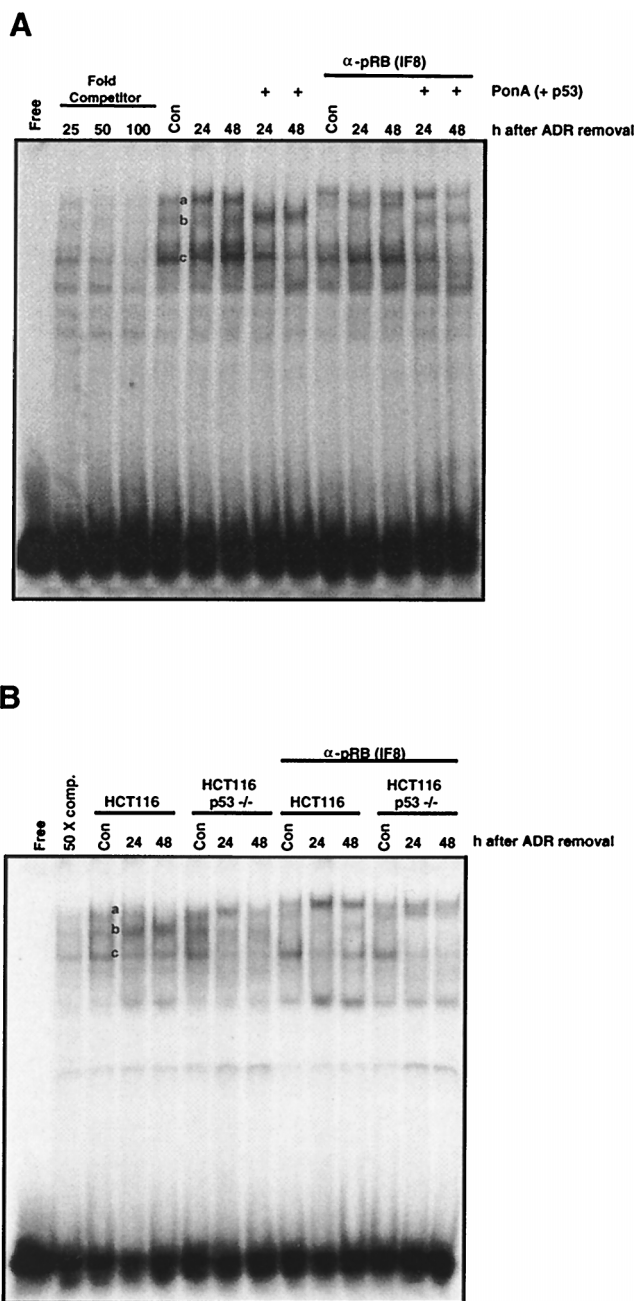 A
α-pRB (IF8)
Fold
Competitor
+ + + + PonA (+ p53)
Free 25 50 100 Con 24 48 24 48 Con 24 48 24 48 h after ADR removal
a
b
c
B
α-pRB (IF8)
HCT116 HCT116
HCT116 p53 -/- HCT116 p53 -/-
Free 50 X comp. Con 24 48 Con 24 48 Con 24 48 Con 24 48 h after ADR removal
a
b
c